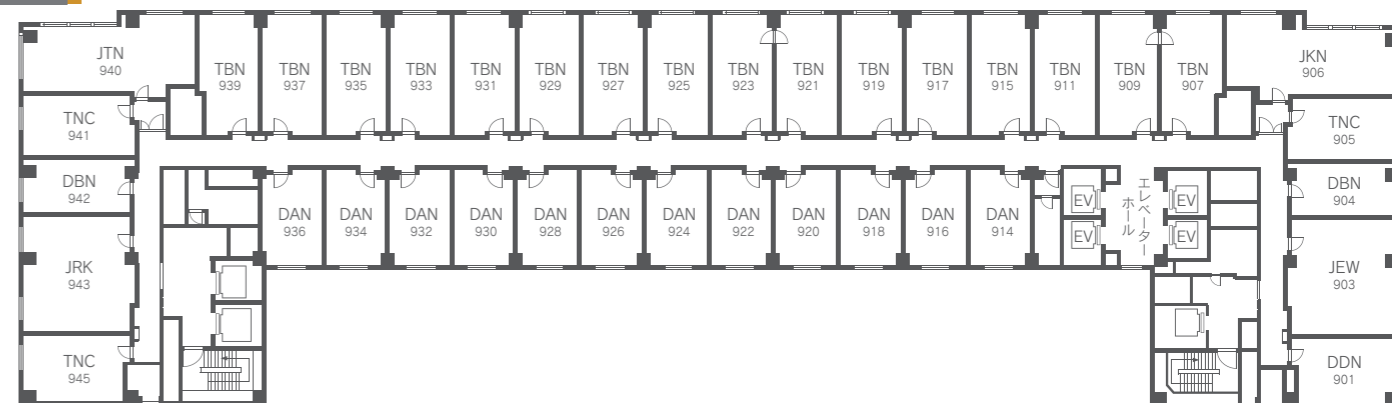 JTN
940
TBN
939
TBN
937
TBN
935
TBN
933
TBN
931
TBN
929
TBN
927
TBN
925
TBN
923
TBN
921
TBN
919
TBN
917
TBN
915
TBN
911
TBN
909
TBN
907
JKN
906
TNC
941
TNC
905
DBN
942
DBN
904
DAN
936
DAN
934
DAN
932
DAN
930
DAN
928
DAN
926
DAN
924
DAN
922
DAN
920
DAN
918
DAN
916
DAN
914
EV
EV
エレベーター
ホール
EV
EV
JRK
943
JEW
903
TNC
945
DDN
901